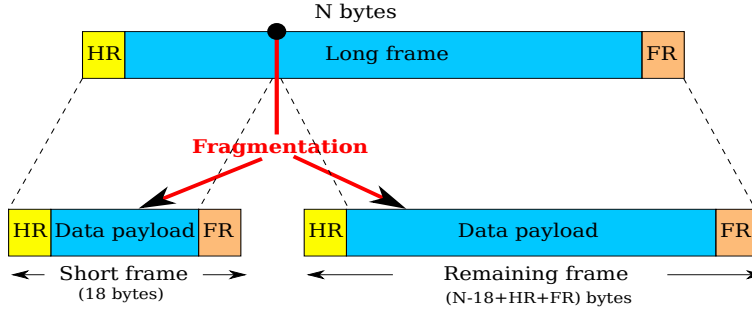 N bytes
HR Long frame FR
Fragmentation
HR Data payload FR HR Data payload FR
Short frame Remaining frame
(18 bytes) (N-18+HR+FR) bytes